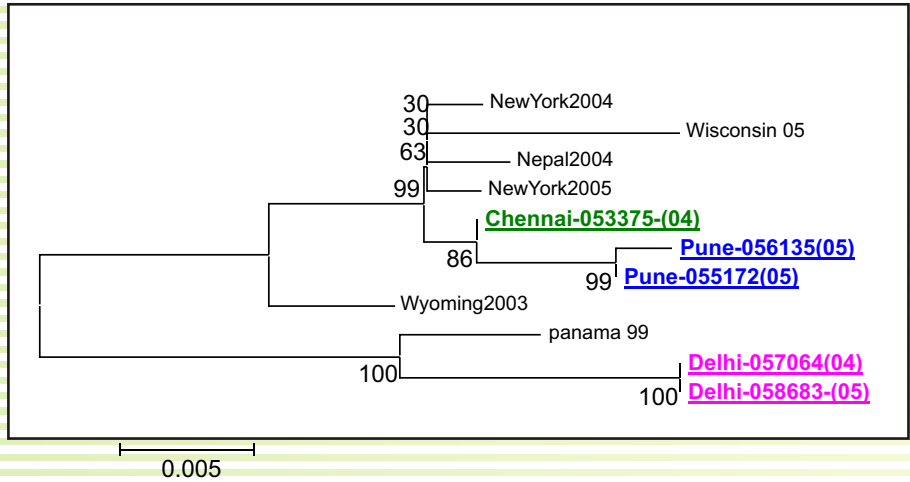 30 NewYork2004
30 Wisconsin 05
63 Nepal2004
99 NewYork2005
Chennai-053375-(04)
86 Pune-056135(05)
99 Pune-055172(05)
Wyoming2003
panama 99
100 Delhi-057064(04)
100 Delhi-058683-(05)
0.005